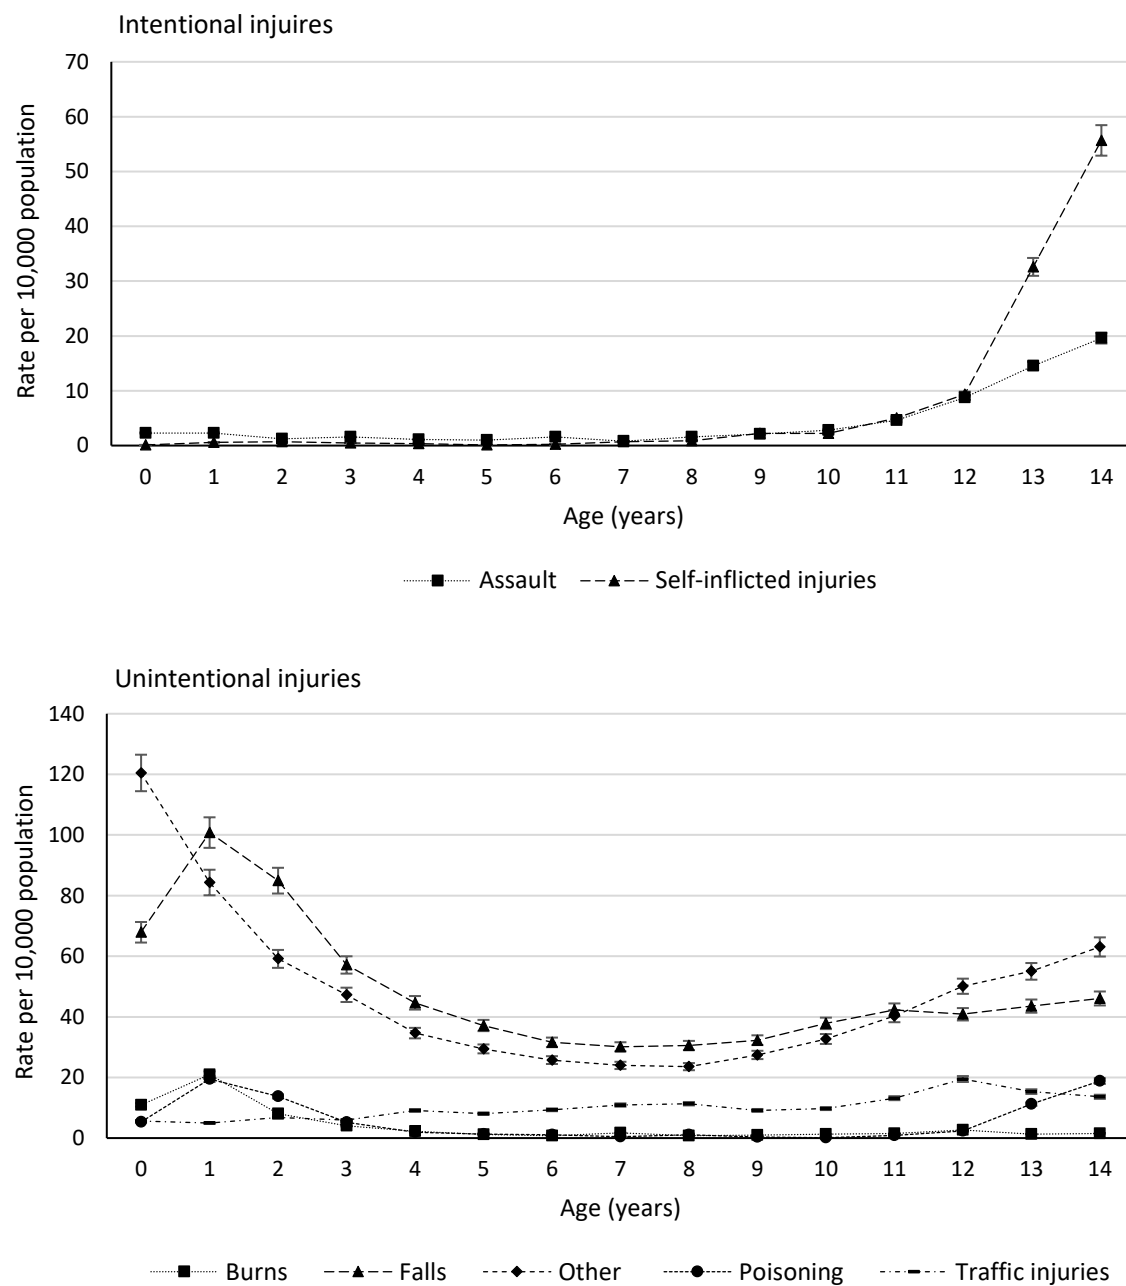 Intentional injuires
70
60
50
40
30
20
10
0
Rate per 10,000 population
0 1 2 3 4 5 6 7 8 9 10 11 12 13 14
Age (years)
Assault Self-inflicted injuries
Unintentional injuries
140
120
100
80
60
40
20
0
Rate per 10,000 population
0 1 2 3 4 5 6 7 8 9 10 11 12 13 14
Age (years)
Burns Falls Other Poisoning Traffic injuries